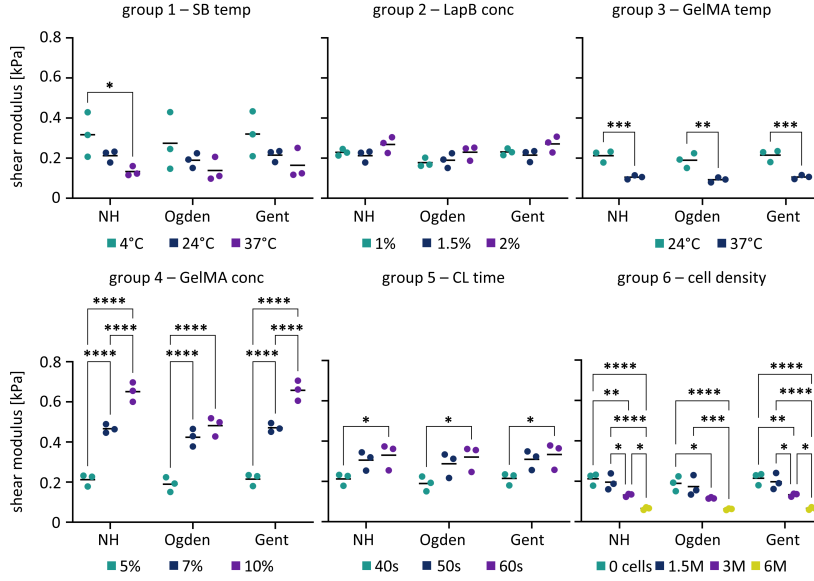 group 1 – SB temp
group 2 – LapB conc
group 3 – GelMA temp
shear modulus [kPa]
0.8
0.6
0.4
0.2
0
*
***
**
***
NH
Ogden
Gent
NH
Ogden
Gent
NH
Ogden
Gent
4°C
24°C
37°C
1%
1.5%
2%
24°C
37°C
group 4 – GelMA conc
group 5 – CL time
group 6 – cell density
shear modulus [kPa]
0.8
0.6
0.4
0.2
0
****
****
****
****
****
****
****
****
*
*
*
****
**
****
*
*
****
***
*
****
****
**
*
*
NH
Ogden
Gent
NH
Ogden
Gent
NH
Ogden
Gent
5%
7%
10%
40s
50s
60s
0 cells
1.5M
3M
6M